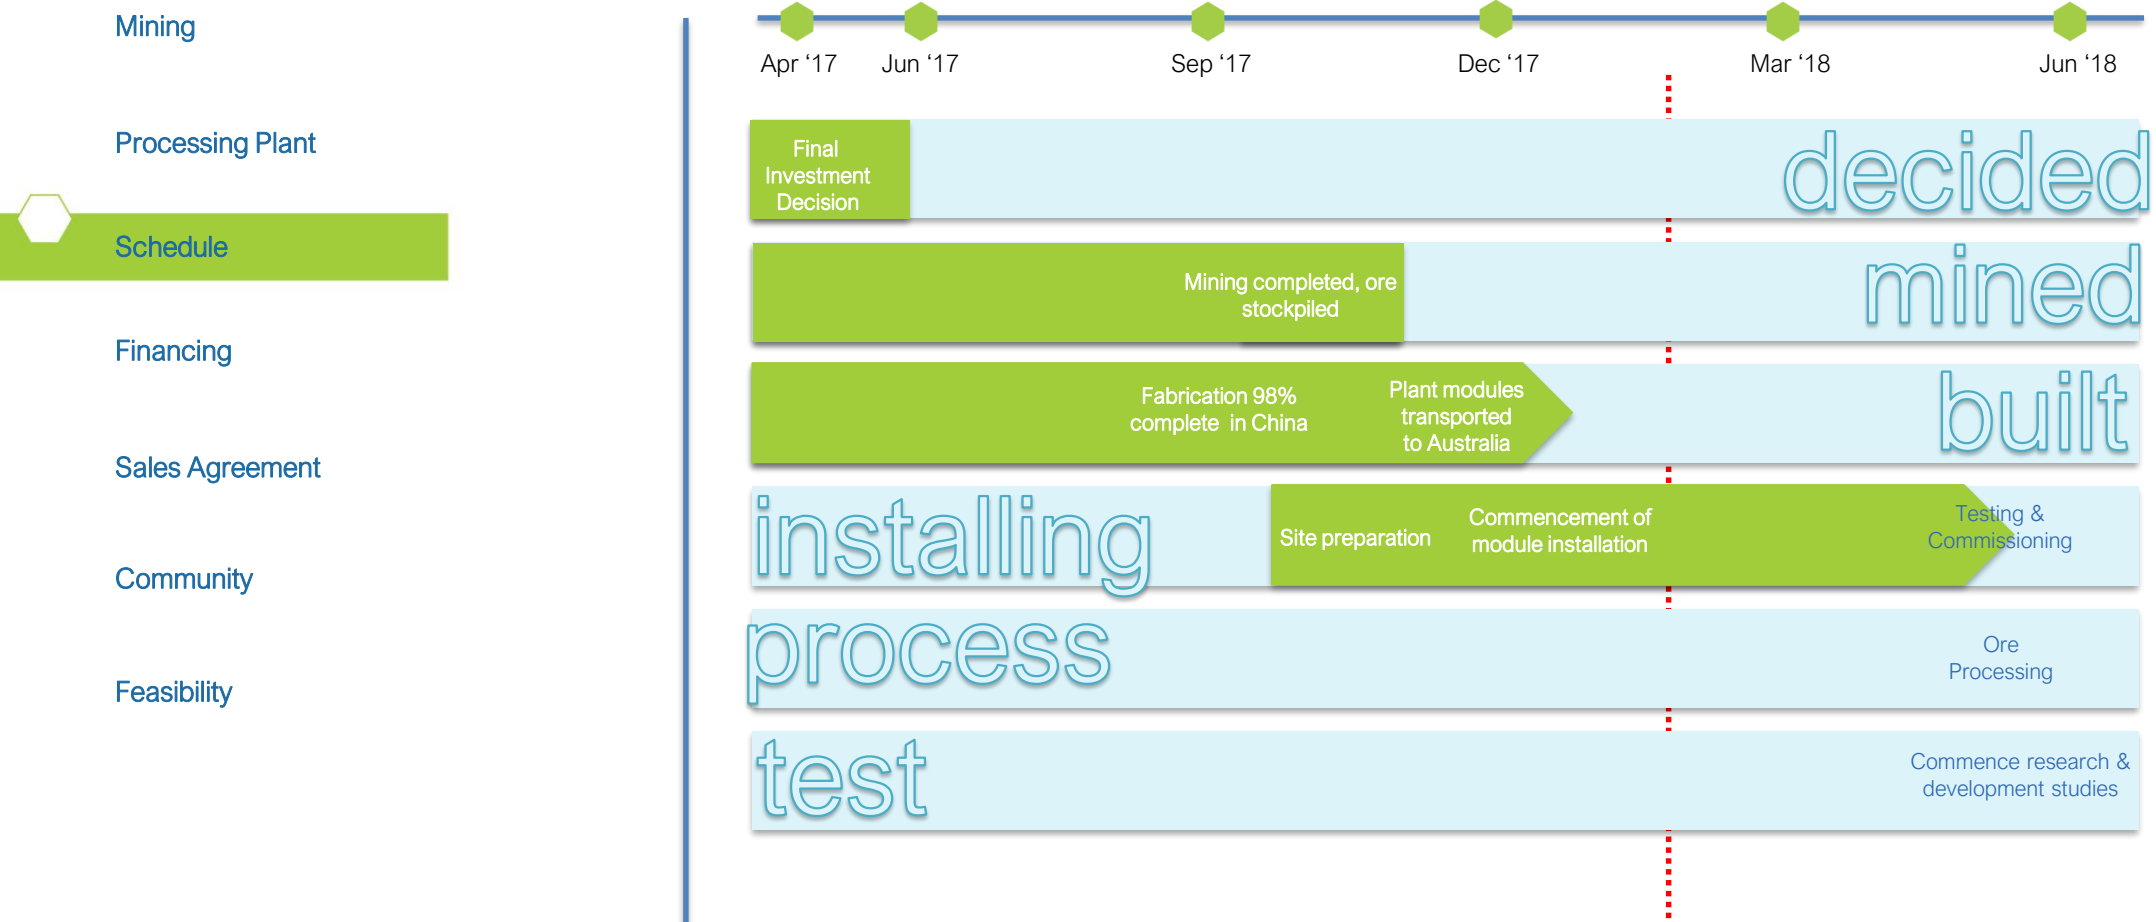 Mining
Processing Plant
Schedule
Financing
Sales Agreement
Community
Feasibility
Apr ‘17
Jun ‘17
Sep ‘17
Dec ‘17
Mar ‘18
Jun ‘18
Final
Investment
Decision
decided
Mining completed, ore
stockpiled
mined
Fabrication 98%
complete in China
Plant modules
transported
to Australia
built
installing
Site preparation
Commencement of
module installation
Testing &
Commissioning
process
Ore
Processing
test
Commence research &
development studies